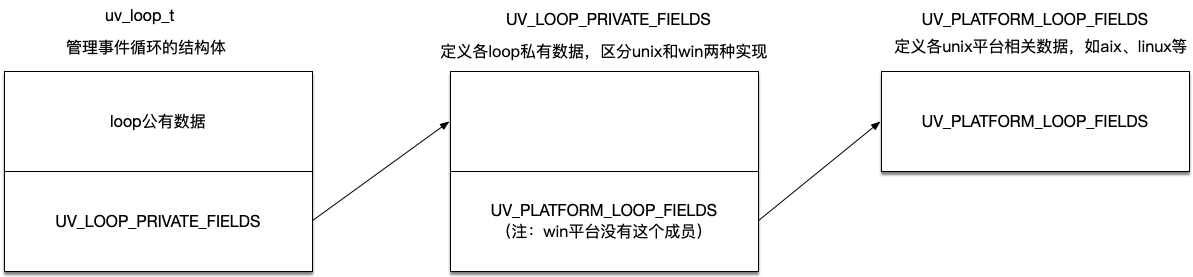 uv_loop_t
管理事件循环的结构体
loop公有数据
UV_LOOP_PRIVATE_FIELDS
UV_LOOP_PRIVATE_FIELDS
定义各loop私有数据，区分unix和win两种实现
UV_PLATFORM_LOOP_FIELDS
（注：win平台没有这个成员）
UV_PLATFORM_LOOP_FIELDS
定义各unix平台相关数据，如aix、linux等
UV_PLATFORM_LOOP_FIELDS